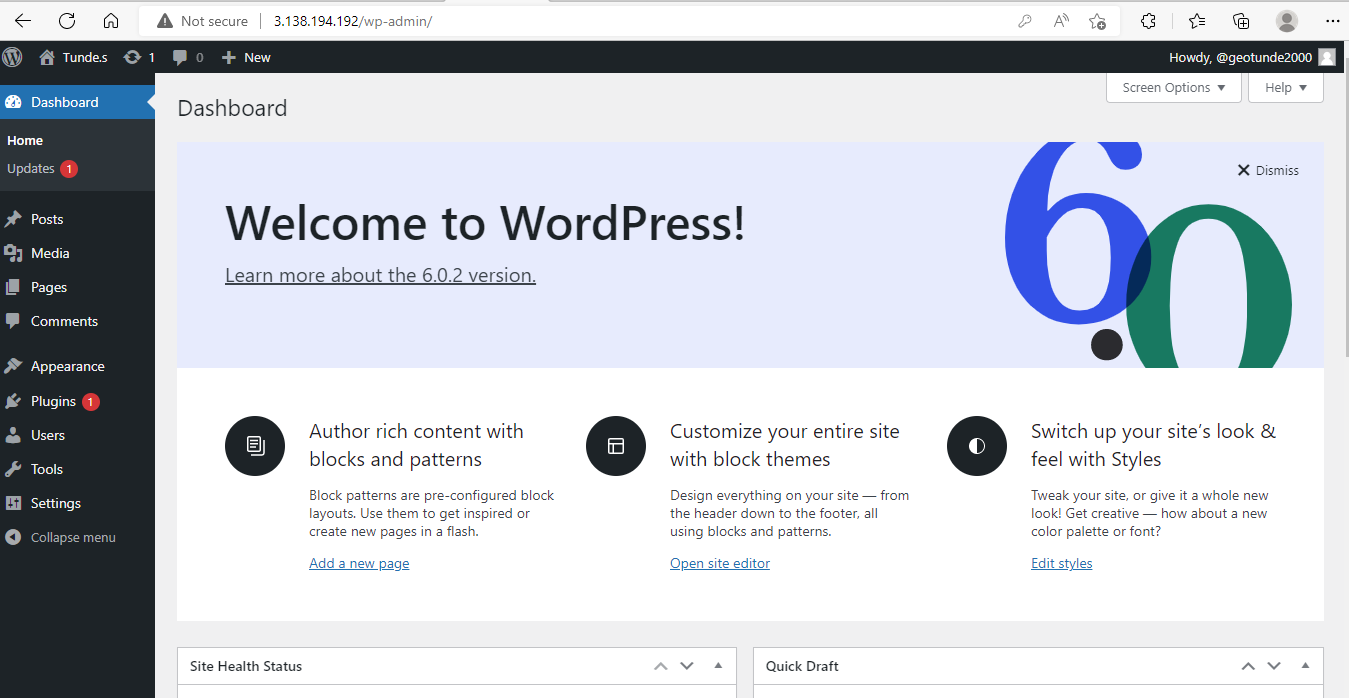 Not secure 3.138.194.192/wp-admin/
Tunde.s 1 0 New Howdy, @geotunde2000
Dashboard
Home
Updates 1
Posts
Media
Pages
Comments
Appearance
Plugins 1
Users
Tools
Settings
Collapse menu
Screen Options Help
Dashboard
Dismiss
6.0
Welcome to WordPress!
Learn more about the 6.0.2 version.
Author rich content with
blocks and patterns
Block patterns are pre-configured block
layouts. Use them to get inspired or
create new pages in a flash.
Add a new page
Customize your entire site
with block themes
Design everything on your site — from
the header down to the footer, all
using blocks and patterns.
Open site editor
Switch up your site’s look &
feel with Styles
Tweak your site, or give it a whole new
look! Get creative — how about a new
color palette or font?
Edit styles
Site Health Status
Quick Draft